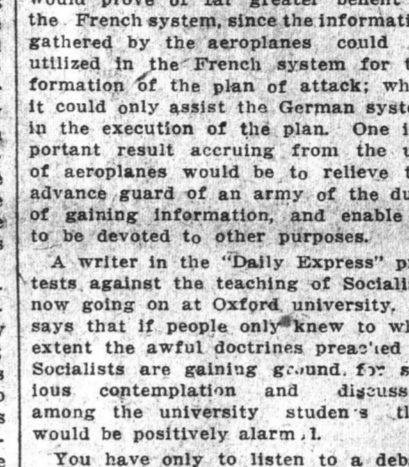 would prove of far greater benefit
the French system, since the informati
gathered by the aeroplanes could
utilized in the French system for t
formation of the plan of attack; wh
it could only assist the German syst
in the execution of the plan. One i
portant result accruing from the u
of aeroplanes would be to relieve t
advance guard of an army of the du
of gaining information, and enable
to be devoted to other purposes.
A writer in the "Daily Express" p
tests against the teaching of Sociali
now going on at Oxford university.
says that if people only knew to wh
extent the awful doctrines preached
Socialists are gaining ground for s
ious contemplation and discuss
among the university studen s th
would be positively alarm
You have only to listen to a deb